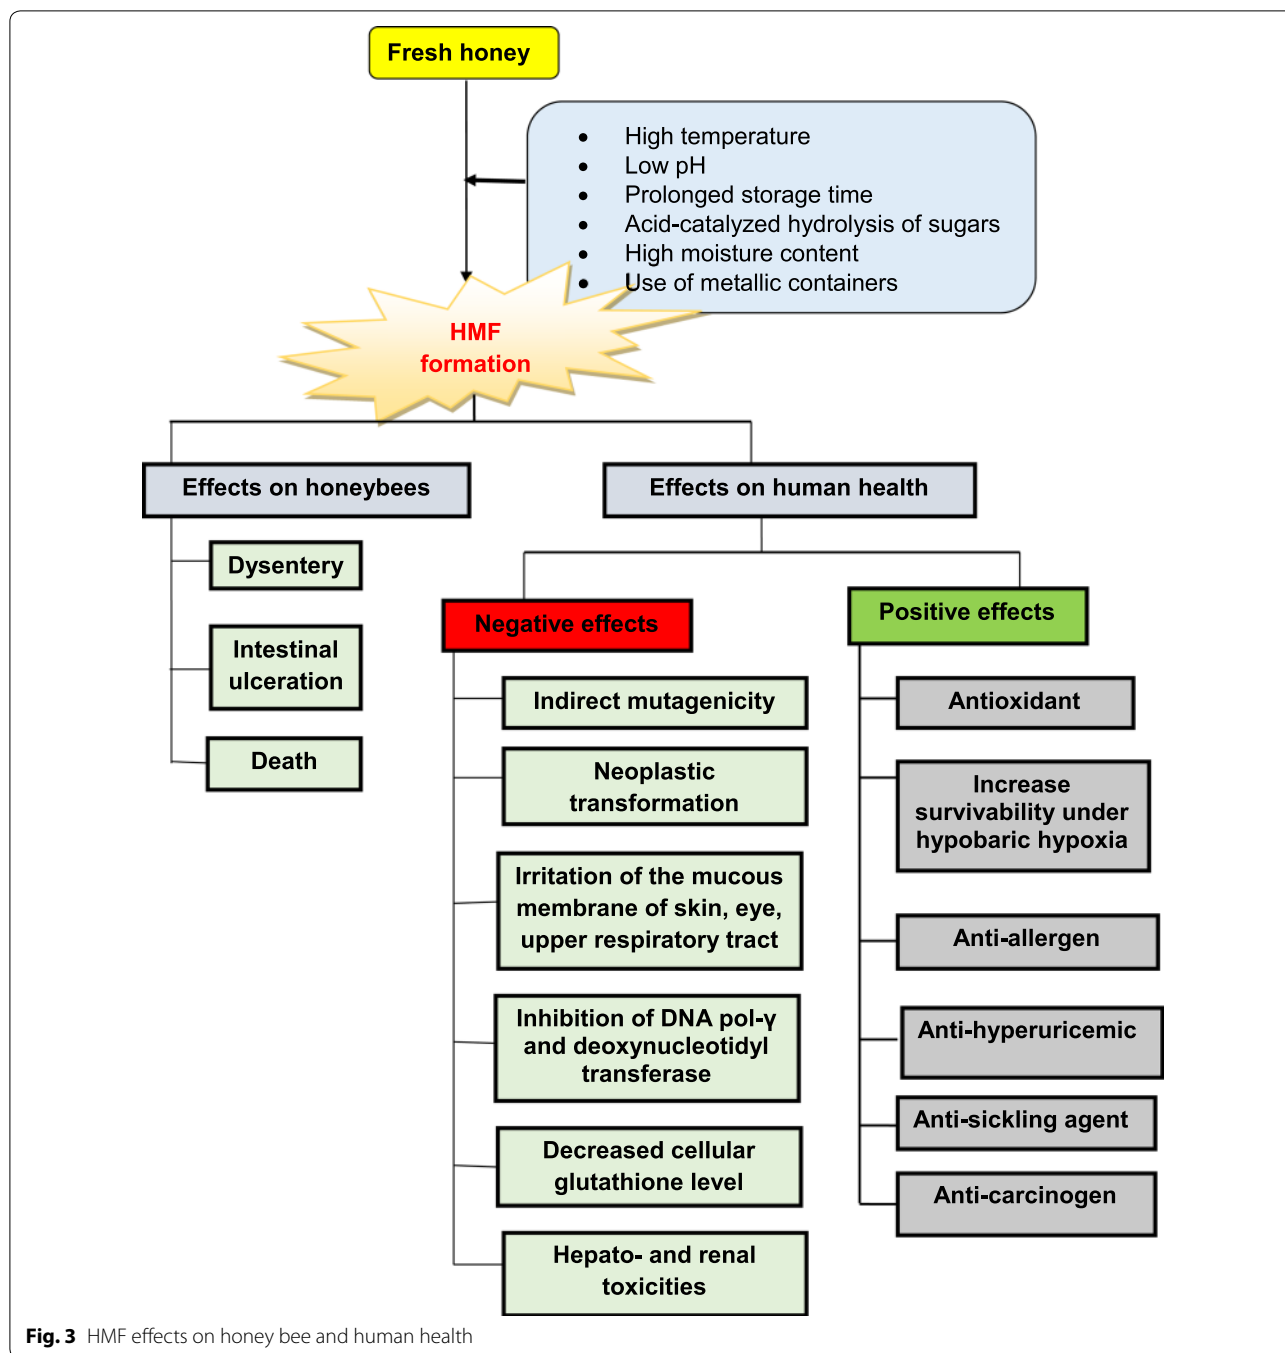 Fresh honey
• High temperature
• Low pH
• Prolonged storage time
• Acid-catalyzed hydrolysis of sugars
• High moisture content
• Use of metallic containers
HMF
formation
Effects on honeybees
Effects on human health
Dysentery
Intestinal
ulceration
Death
Negative effects
Indirect mutagenicity
Neoplastic
transformation
Irritation of the mucous
membrane of skin, eye,
upper respiratory tract
Inhibition of DNA pol-γ
and deoxynucleotidyl
transferase
Decreased cellular
glutathione level
Hepato- and renal
toxicities
Positive effects
Antioxidant
Increase
survivability under
hypobaric hypoxia
Anti-allergen
Anti-hyperuricemic
Anti-sickling agent
Anti-carcinogen
Fig. 3 HMF effects on honey bee and human health